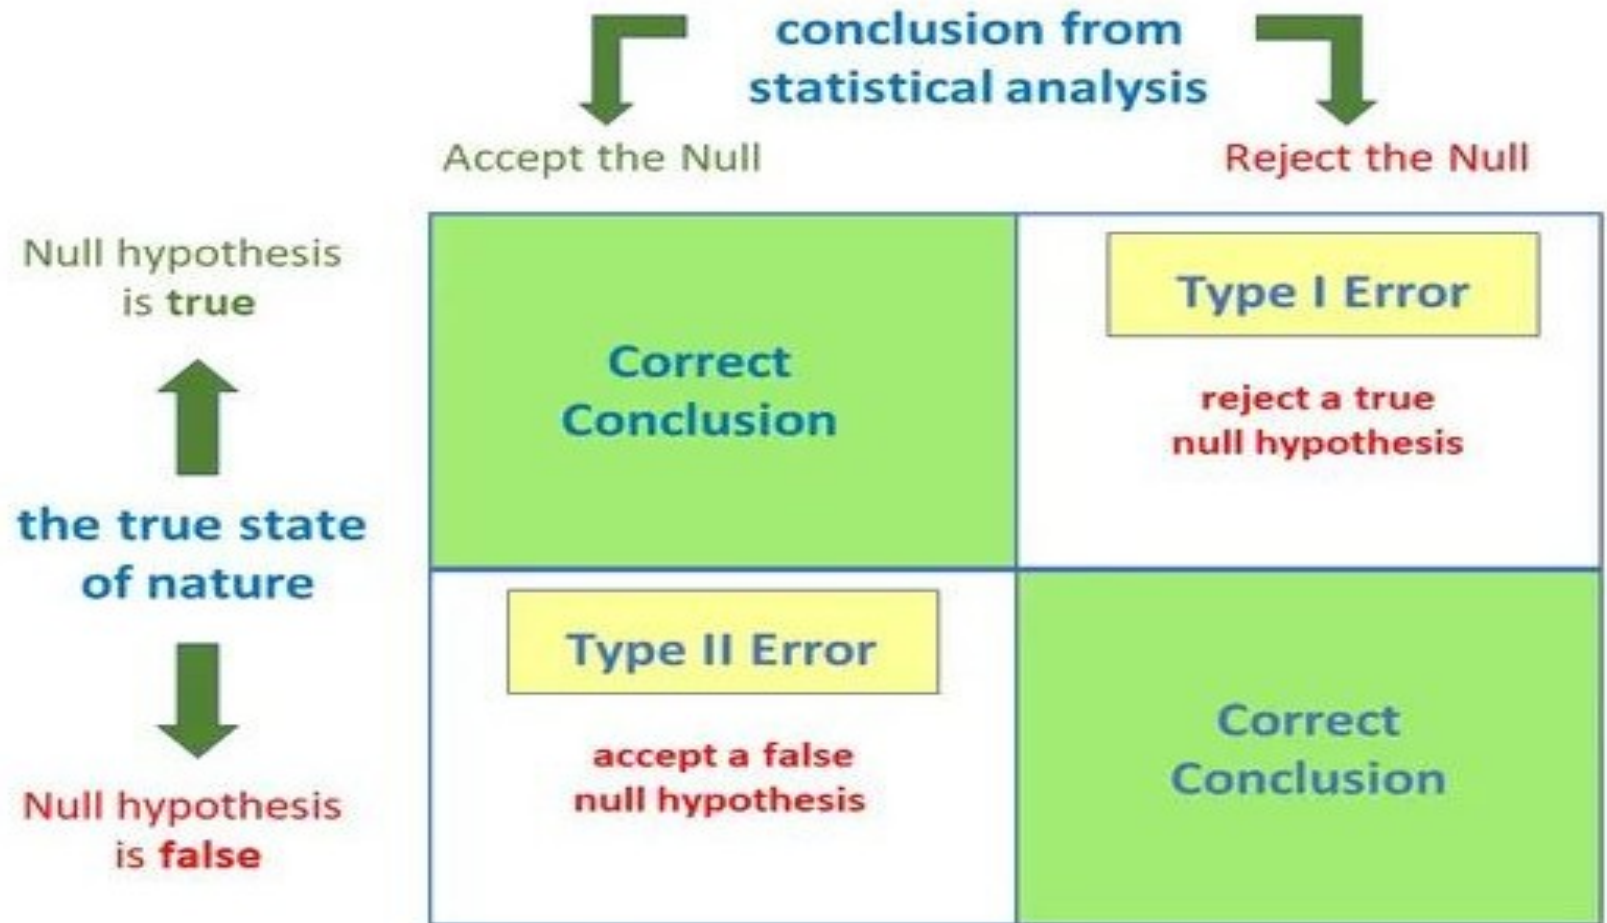 conclusion from
statistical analysis
Accept the Null
Reject the Null
Null hypothesis
is true
Type I Error
Correct
Conclusion
reject a true
null hypothesis
the true state
of nature
Type II Error
Correct
Conclusion
accept a false
null hypothesis
Null hypothesis
is false